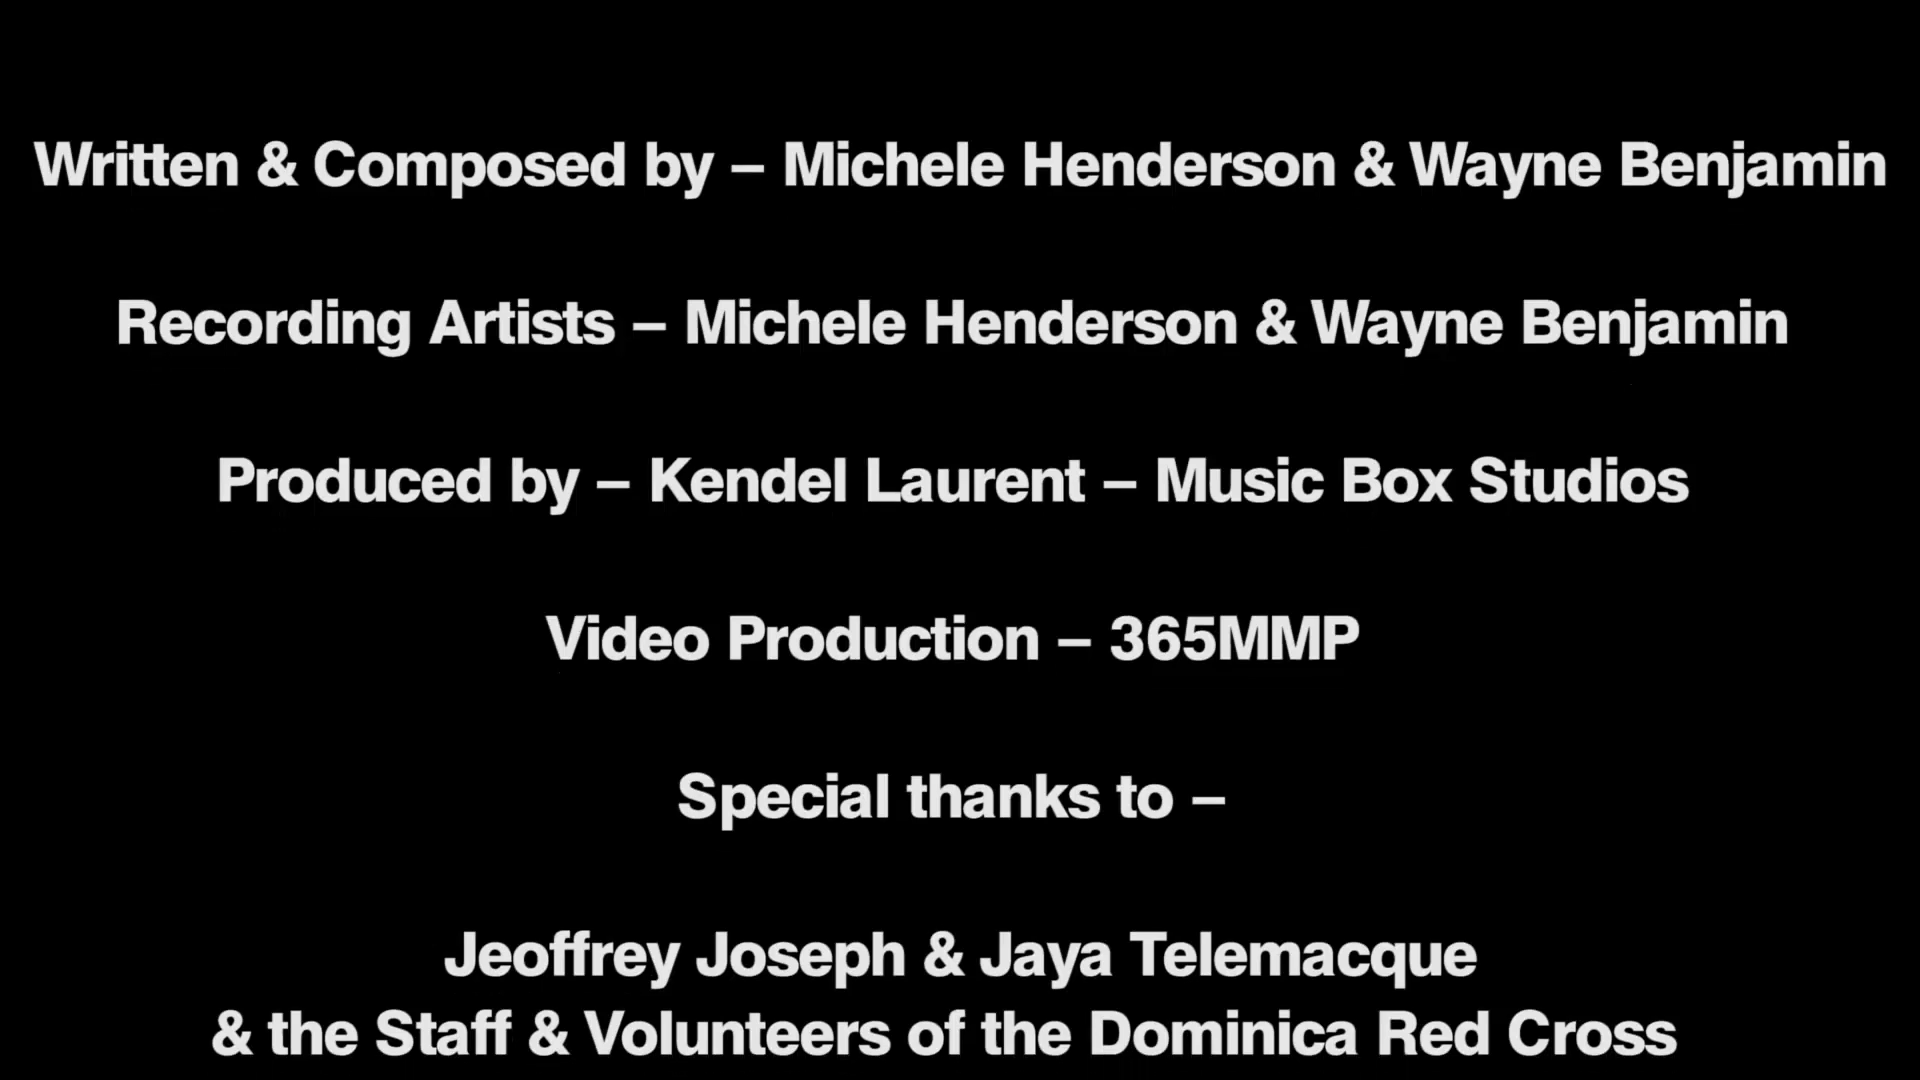 Written & Composed by – Michele Henderson & Wayne Benjamin
Recording Artists – Michele Henderson & Wayne Benjamin
Produced by – Kendel Laurent – Music Box Studios
Video Production – 365MMP
Special thanks to –
Jeoffrey Joseph & Jaya Telemacque
& the Staff & Volunteers of the Dominica Red Cross